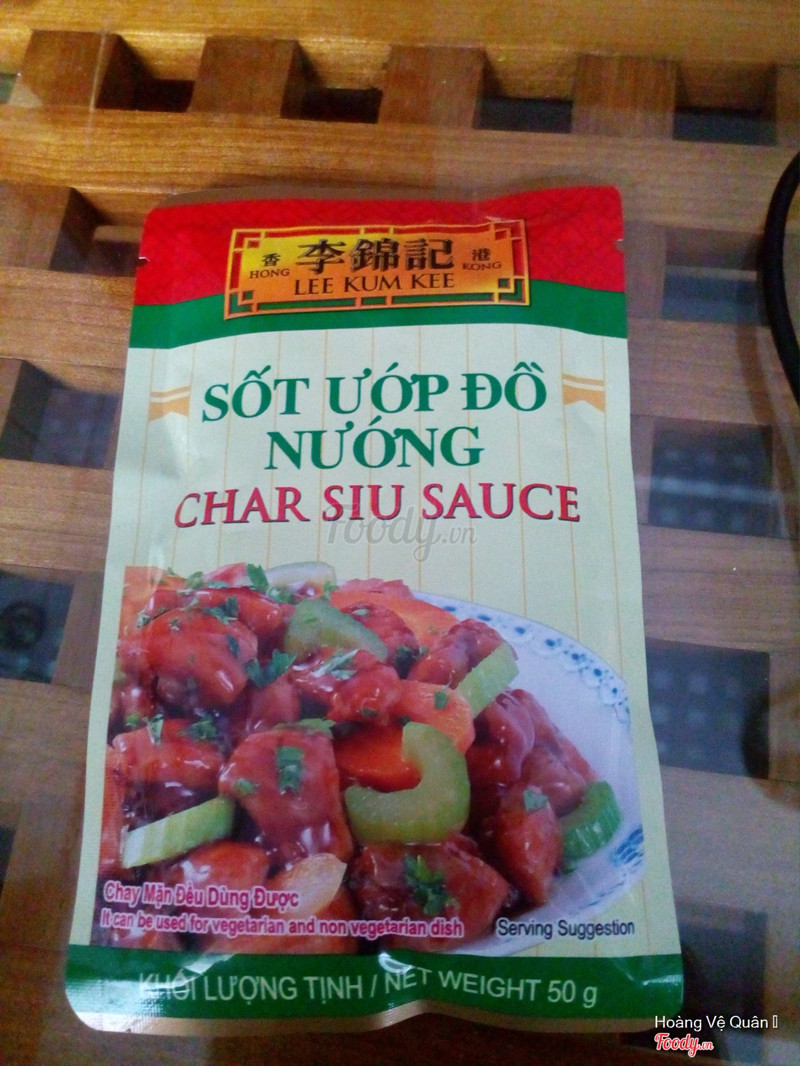 香港
李錦記
HONG KONG
LEE KUM KEE
SỐT ƯỚP ĐỒ
NƯỚNG
CHAR SIU SAUCE
Foody.vn
Chay Mặn Đều Dùng Được
It can be used for vegetarian and non vegetarian dish
Serving Suggestion
KHỐI LƯỢNG TỊNH / NET WEIGHT 50 g
Hoàng Vệ Quân
Foody.vn